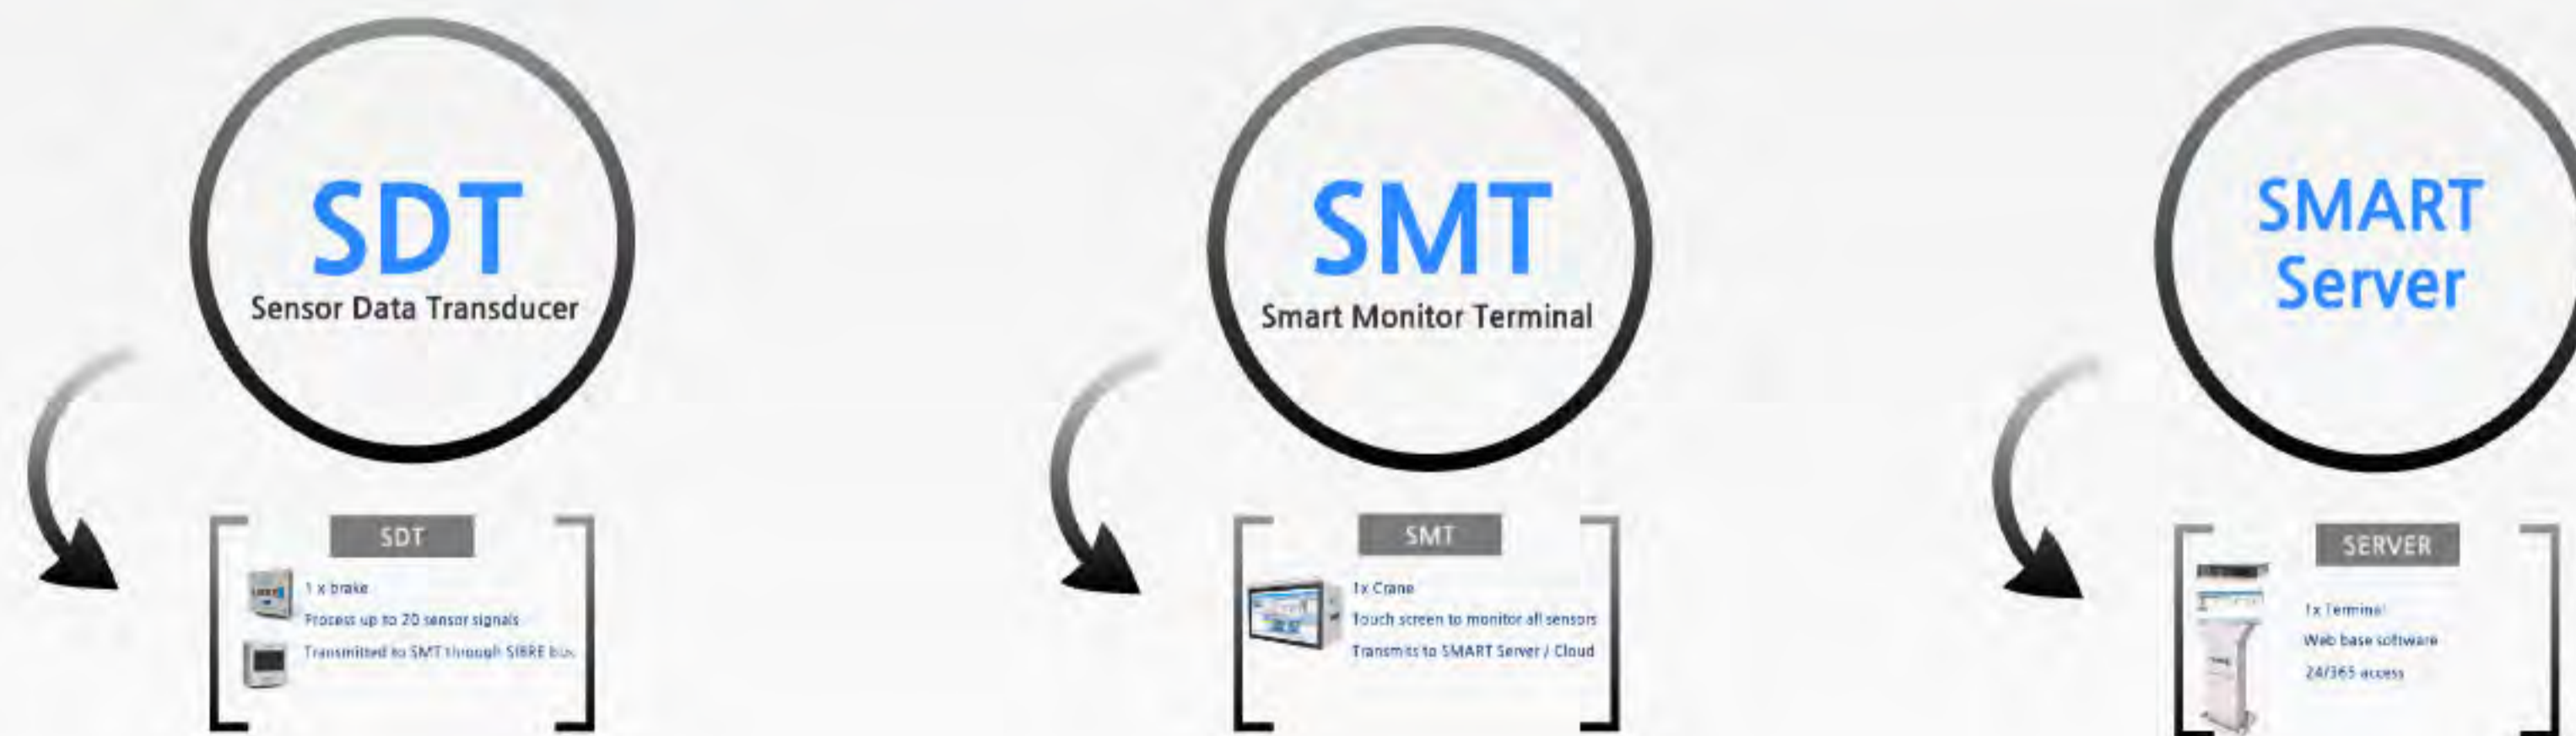 SDT
Sensor Data Transducer
SDT
1 x brake
Process up to 20 sensor signals
Transmitted to SMT through SIBRE bus
SMT
Smart Monitor Terminal
SMT
1x Crane
Touch screen to monitor all sensors
Transmits to SMART Server / Cloud
SMART
Server
SERVER
1x Terminal
Web base software
24/365 access